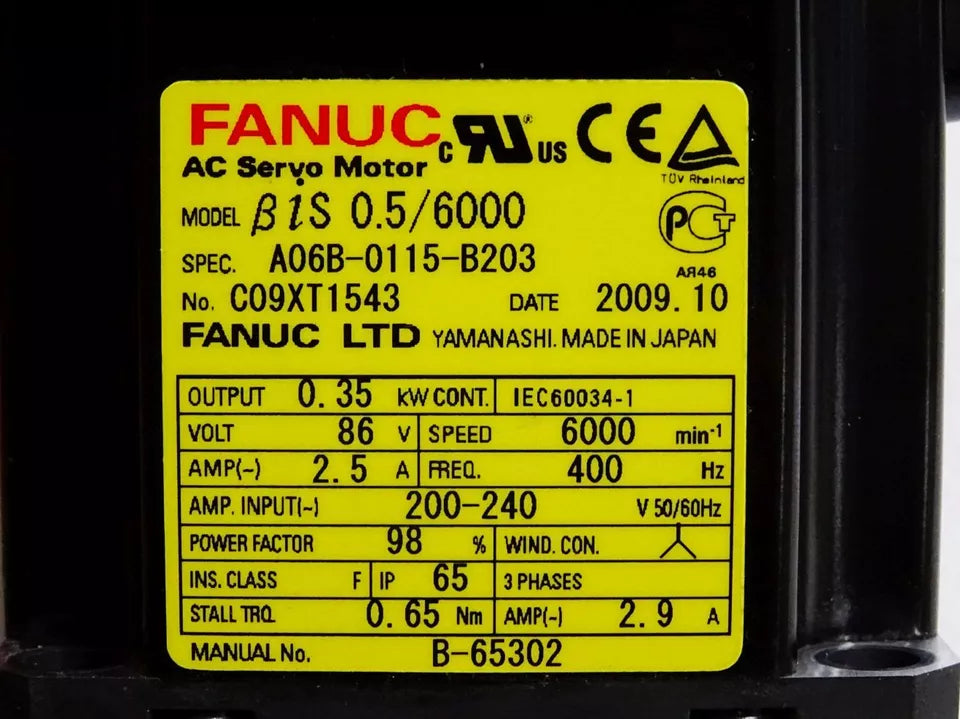 FANUC c RU® US CE
AC Servo Motor
TÜV Rheinland
MODEL βiS 0.5/6000
PCT
SPEC. A06B-0115-B203
АЯ46
No. C09XT1543 DATE 2009.10
FANUC LTD YAMANASHI. MADE IN JAPAN
OUTPUT 0.35 kW CONT. IEC60034-1
VOLT 86 V SPEED 6000 min-1
AMP(~) 2.5 A FREQ. 400 Hz
AMP. INPUT(~) 200-240 V 50/60Hz
POWER FACTOR 98 % WIND. CON.
INS. CLASS F IP 65 3 PHASES
STALL TRQ. 0.65 Nm AMP(~) 2.9 A
MANUAL No. B-65302